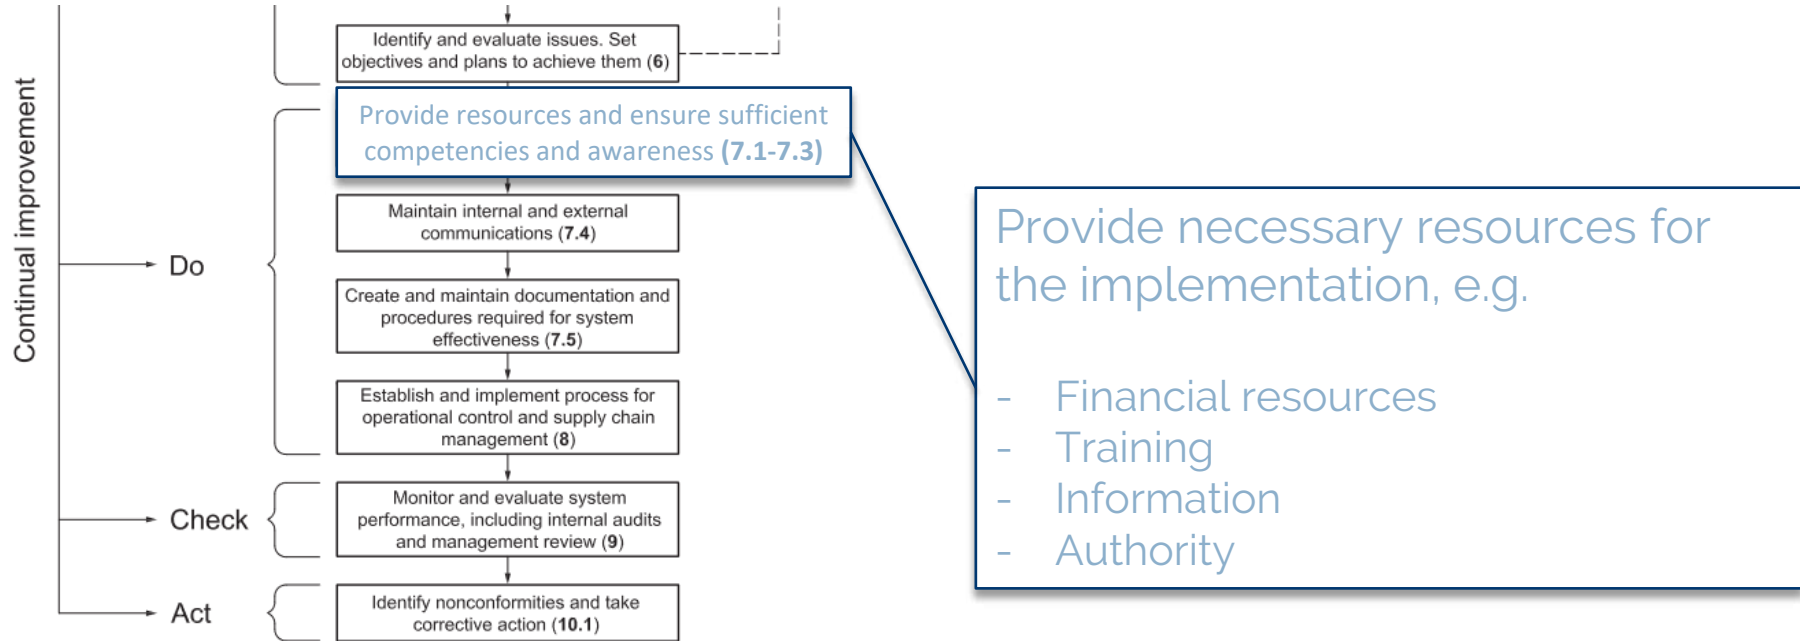 Continual improvement
Identify and evaluate issues. Set
objectives and plans to achieve them (6)
Do
Provide resources and ensure sufficient
competencies and awareness (7.1-7.3)
Maintain internal and external
communications (7.4)
Create and maintain documentation and
procedures required for system
effectiveness (7.5)
Establish and implement process for
operational control and supply chain
management (8)
Check
Monitor and evaluate system
performance, including internal audits
and management review (9)
Act
Identify nonconformities and take
corrective action (10.1)
Provide necessary resources for
the implementation, e.g.
- Financial resources
- Training
- Information
- Authority